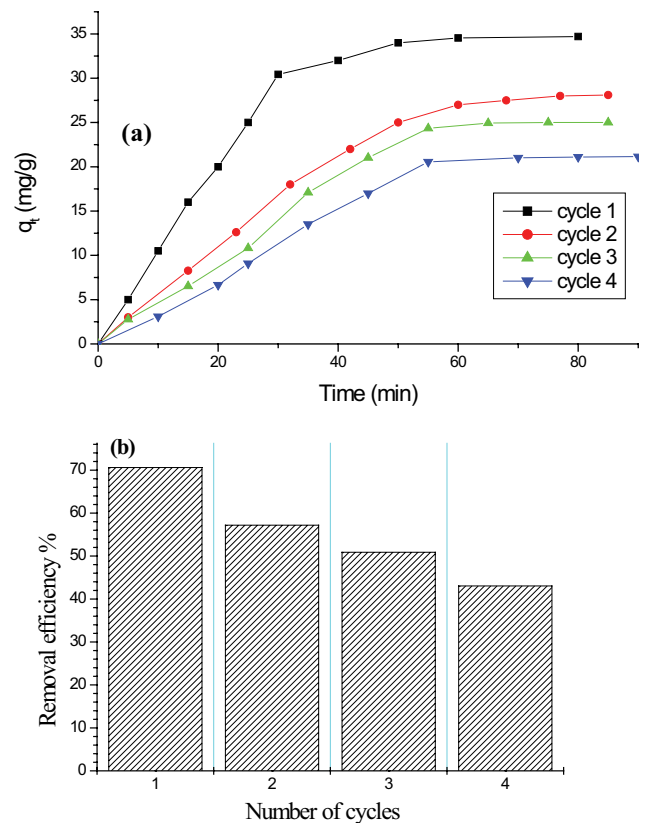 35
30
25
20
15
10
5
0
(a)
q_t (mg/g)
cycle 1
cycle 2
cycle 3
cycle 4
0 20 40 60 80
Time (min)
(b)
70
60
50
40
30
20
10
0
Removal efficiency %
1 2 3 4
Number of cycles